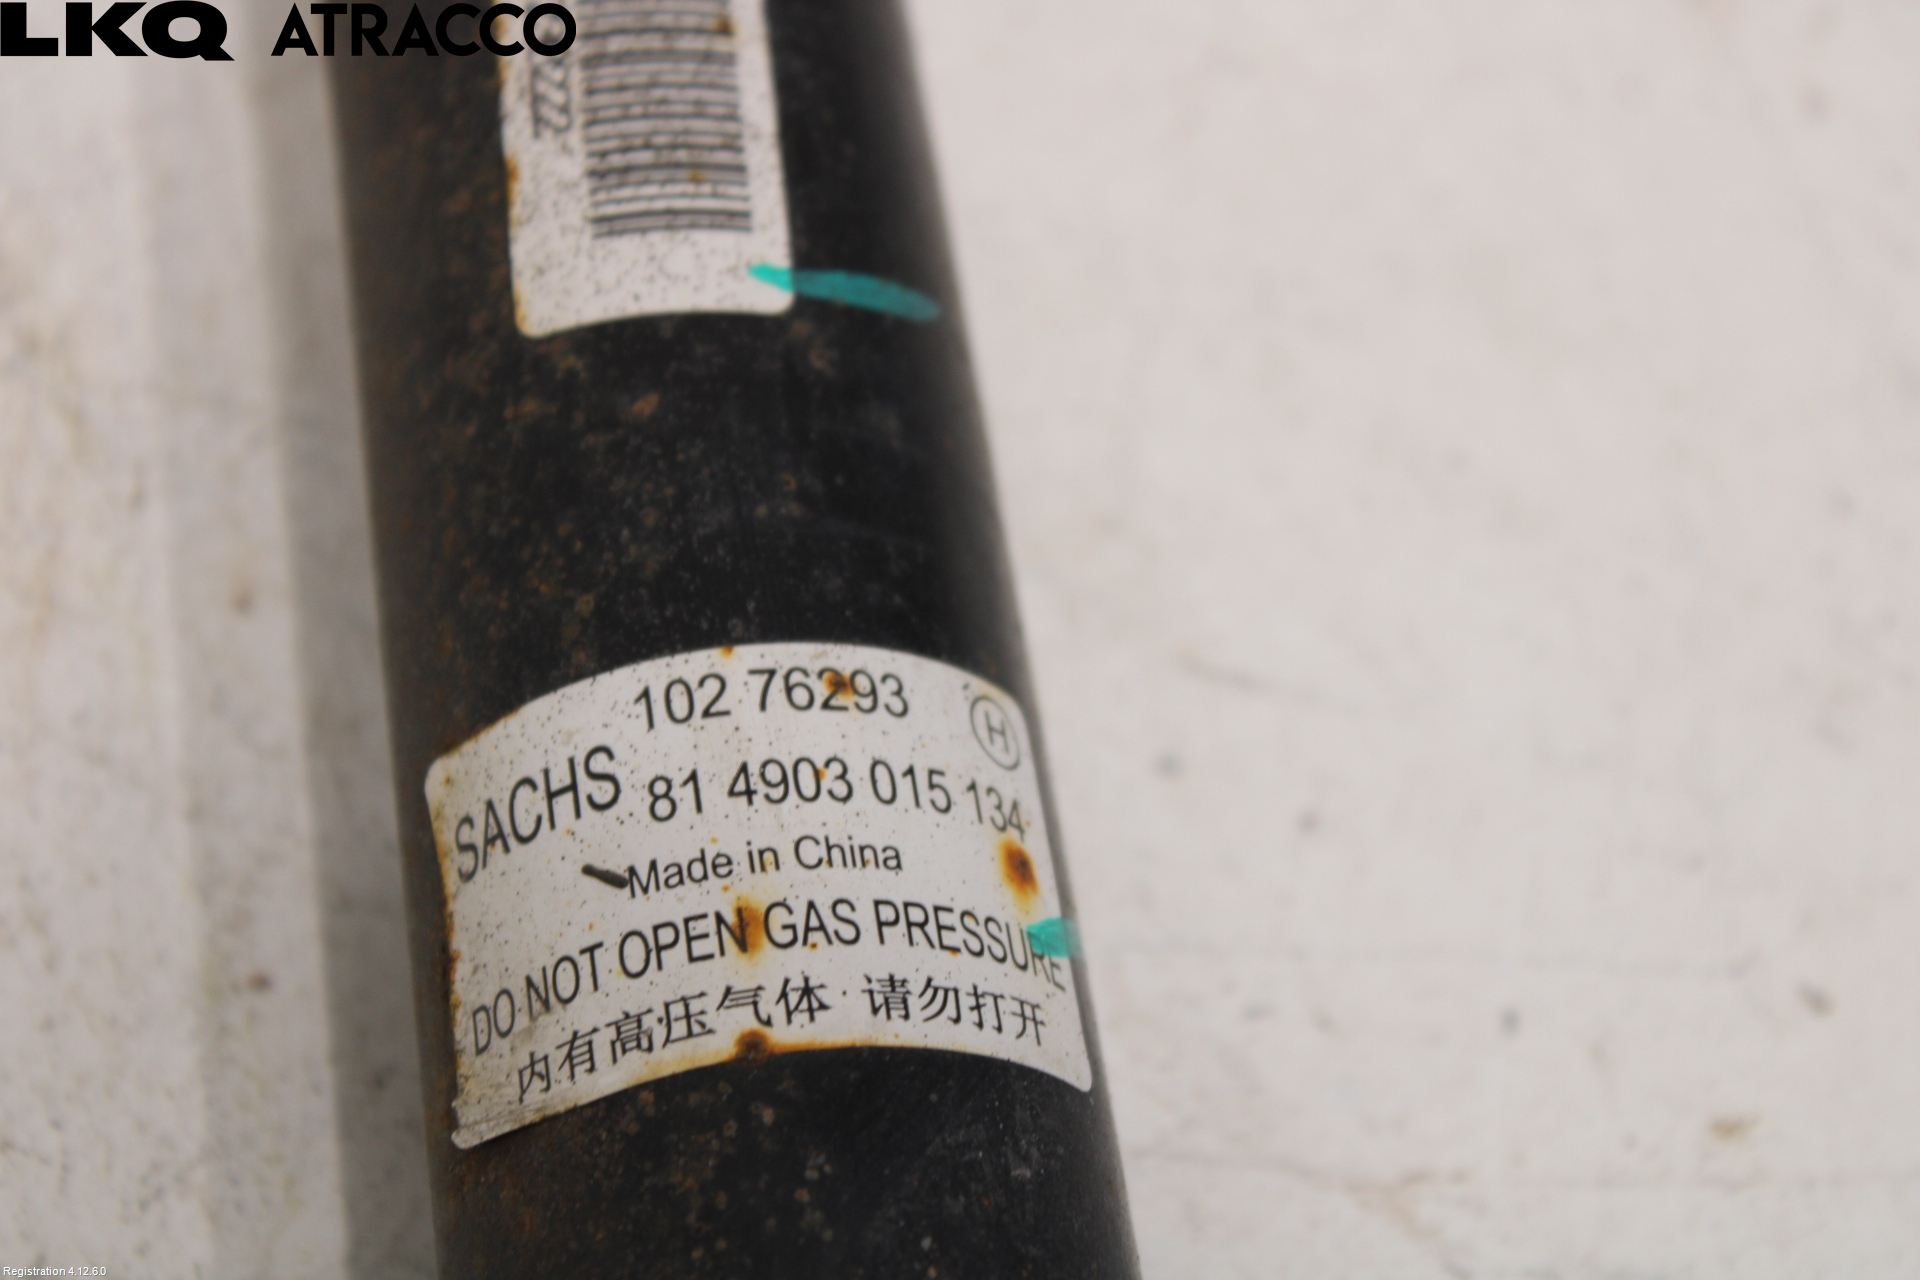 LKQ ATRACCO
102 76293
H
SACHS 81 4903 015 134
Made in China
DO NOT OPEN GAS PRESSURE
内有高压气体 · 请勿打开
Registration 4.12.6.0